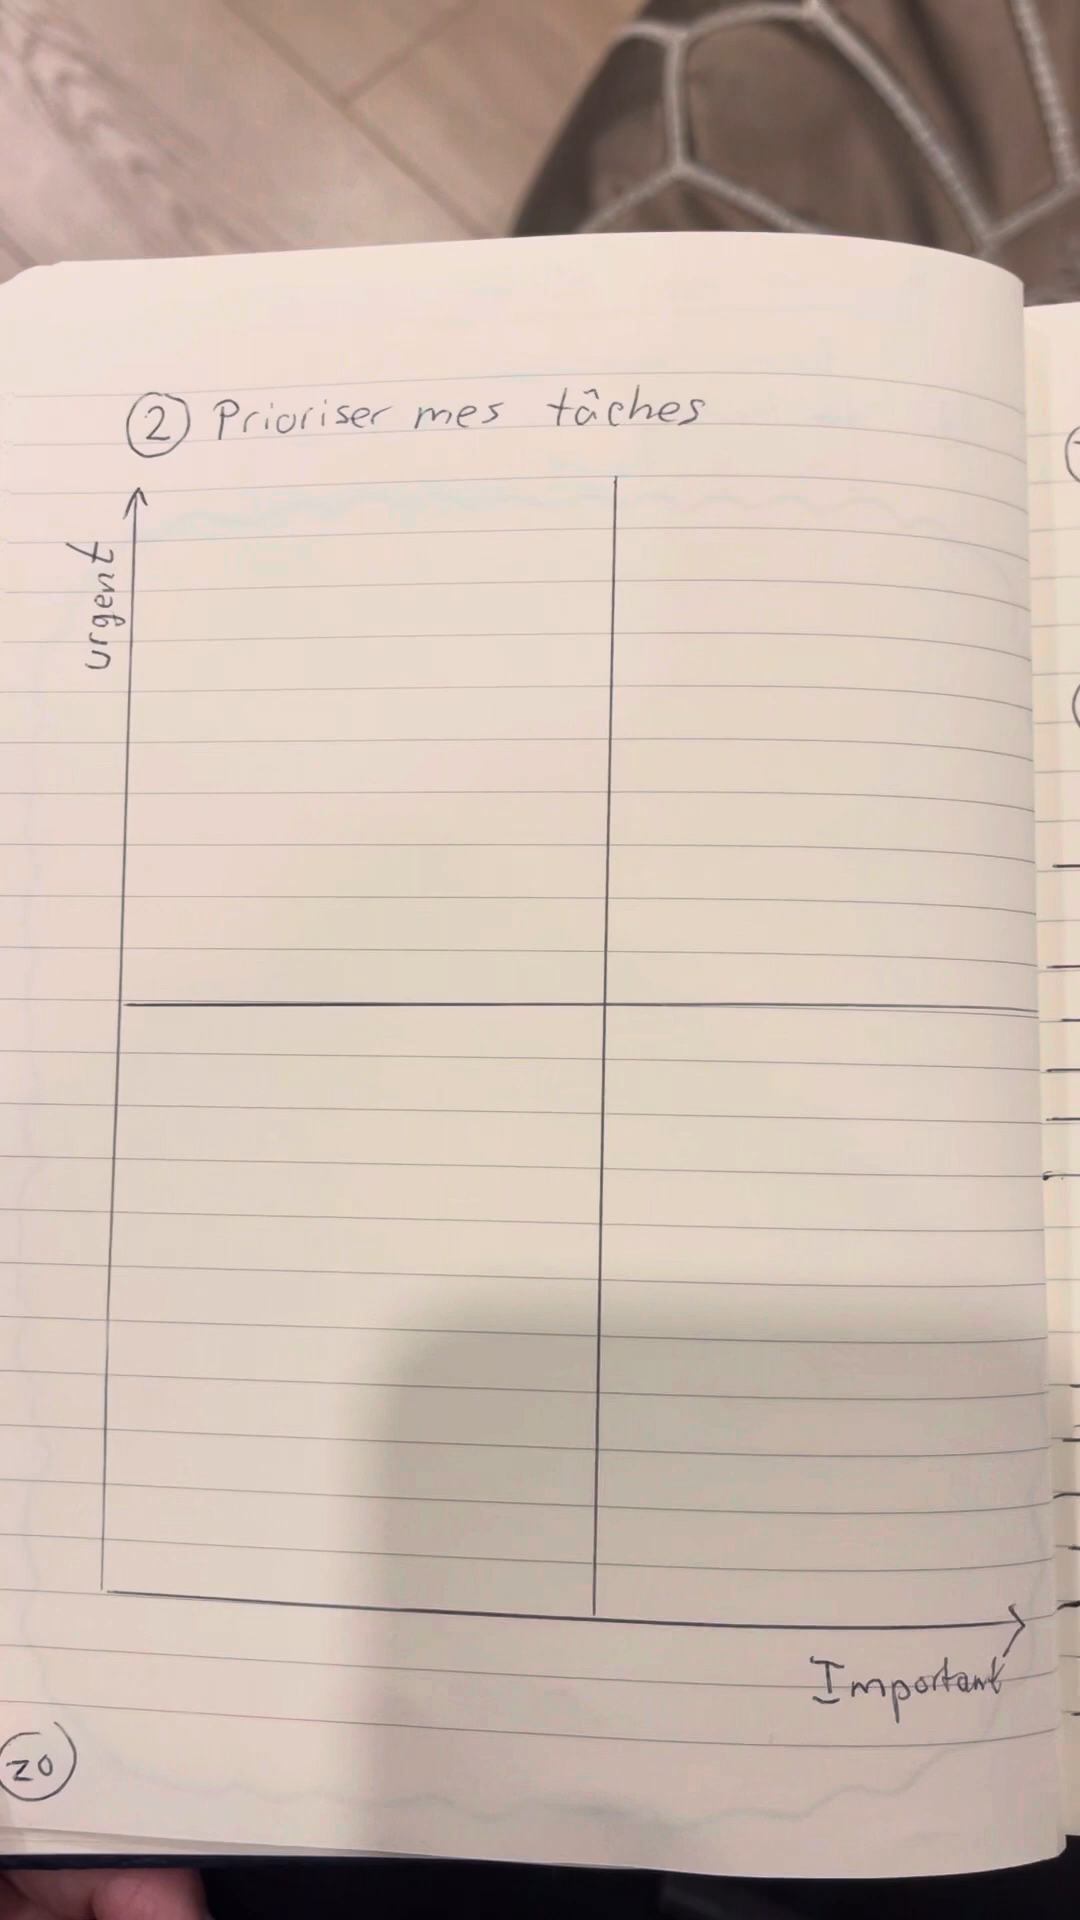 ② Prioriser mes tâches
urgent
Important
20